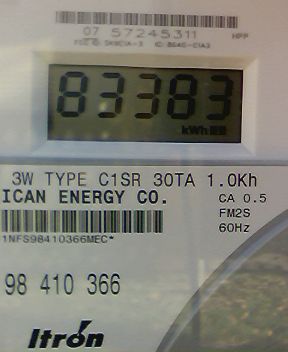 07 57245311 HPP
83383
kWh
3W TYPE C1SR 30TA 1.0Kh
ICAN ENERGY CO. CA 0.5
FM2S
60Hz
1NFS98410366MEC*
98 410 366
Itron